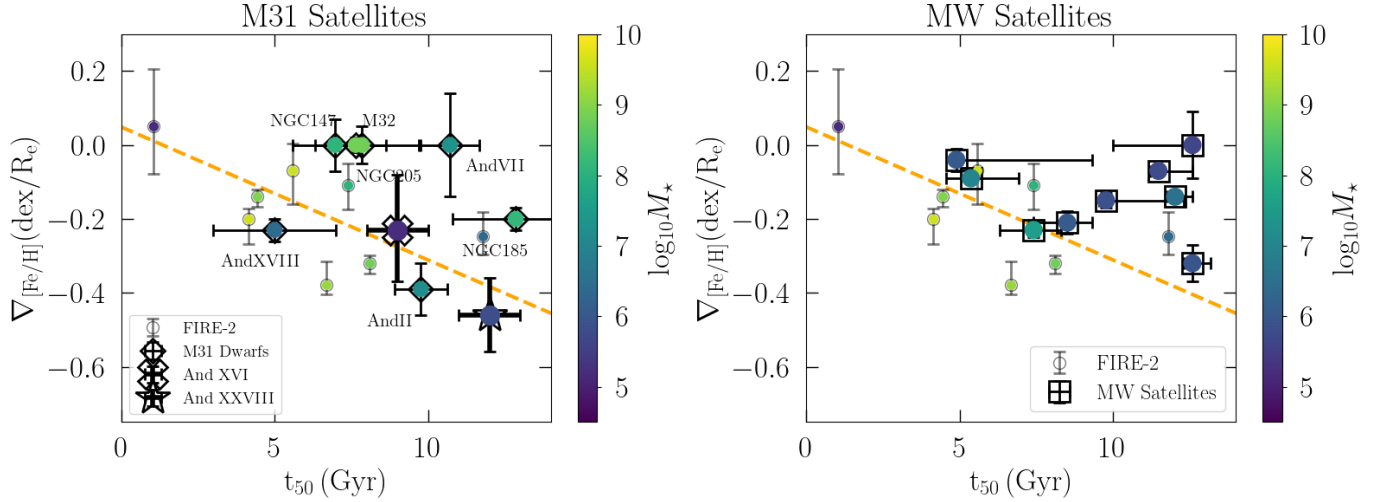 M31 Satellites
0.2
0.0
−0.2
−0.4
−0.6
∇[Fe/H](dex/Re)
0
5
10
t50 (Gyr)
NGC147
M32
NGC205
AndVII
AndXVIII
NGC185
AndII
FIRE-2
M31 Dwarfs
And XVI
And XXVIII
10
9
8
7
6
5
log10M⋆
MW Satellites
0.2
0.0
−0.2
−0.4
−0.6
∇[Fe/H](dex/Re)
0
5
10
t50 (Gyr)
FIRE-2
MW Satellites
10
9
8
7
6
5
log10M⋆